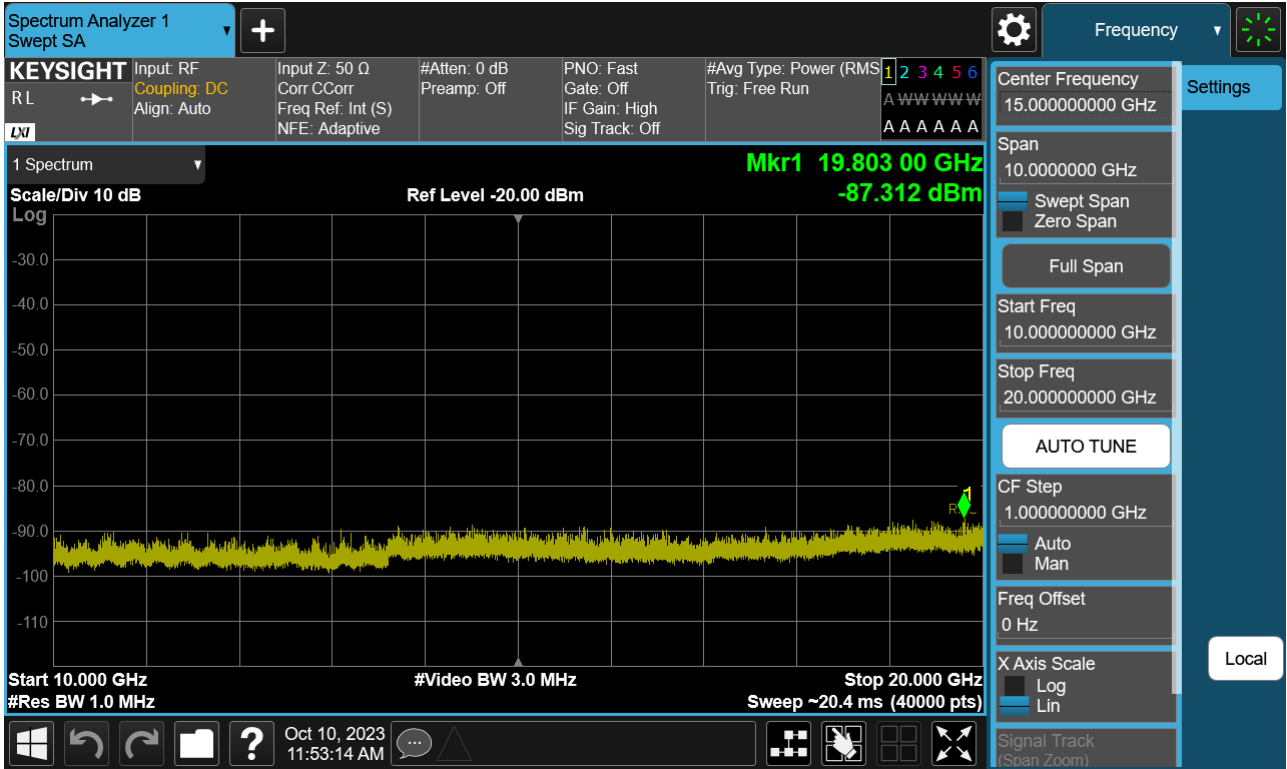 Spectrum Analyzer 1
Swept SA
Frequency
KEYSIGHT
R L
LXI
Input: RF
Coupling: DC
Align: Auto
Input Z: 50 Ω
Corr CCorr
Freq Ref: Int (S)
NFE: Adaptive
#Atten: 0 dB
Preamp: Off
PNO: Fast
Gate: Off
IF Gain: High
Sig Track: Off
#Avg Type: Power (RMS
Trig: Free Run
1 2 3 4 5 6
A W W W W W
A A A A A A
1 Spectrum
Mkr1 19.803 00 GHz
Scale/Div 10 dB
Ref Level -20.00 dBm
-87.312 dBm
Log
-30.0
-40.0
-50.0
-60.0
-70.0
-80.0
-90.0
-100
-110
1
Start 10.000 GHz
#Video BW 3.0 MHz
Stop 20.000 GHz
#Res BW 1.0 MHz
Sweep ~20.4 ms (40000 pts)
Oct 10, 2023
11:53:14 AM
Center Frequency
15.000000000 GHz
Settings
Span
10.0000000 GHz
Swept Span
Zero Span
Full Span
Start Freq
10.000000000 GHz
Stop Freq
20.000000000 GHz
AUTO TUNE
CF Step
1.000000000 GHz
Auto
Man
Freq Offset
0 Hz
X Axis Scale
Log
Lin
Local
Signal Track
(Span Zoom)